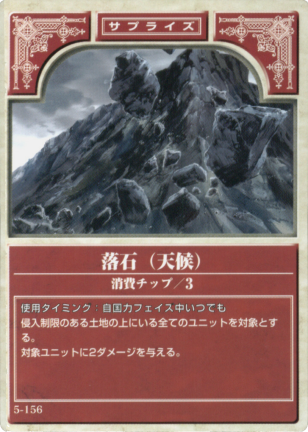 サプライズ
落石（天候）
消費チップ／3
使用タイミング：自国力フェイズ中いつても
侵入制限のある土地の上にいる全てのユニットを対象とす
る。
対象ユニットに2ダメージを与える。
5-156